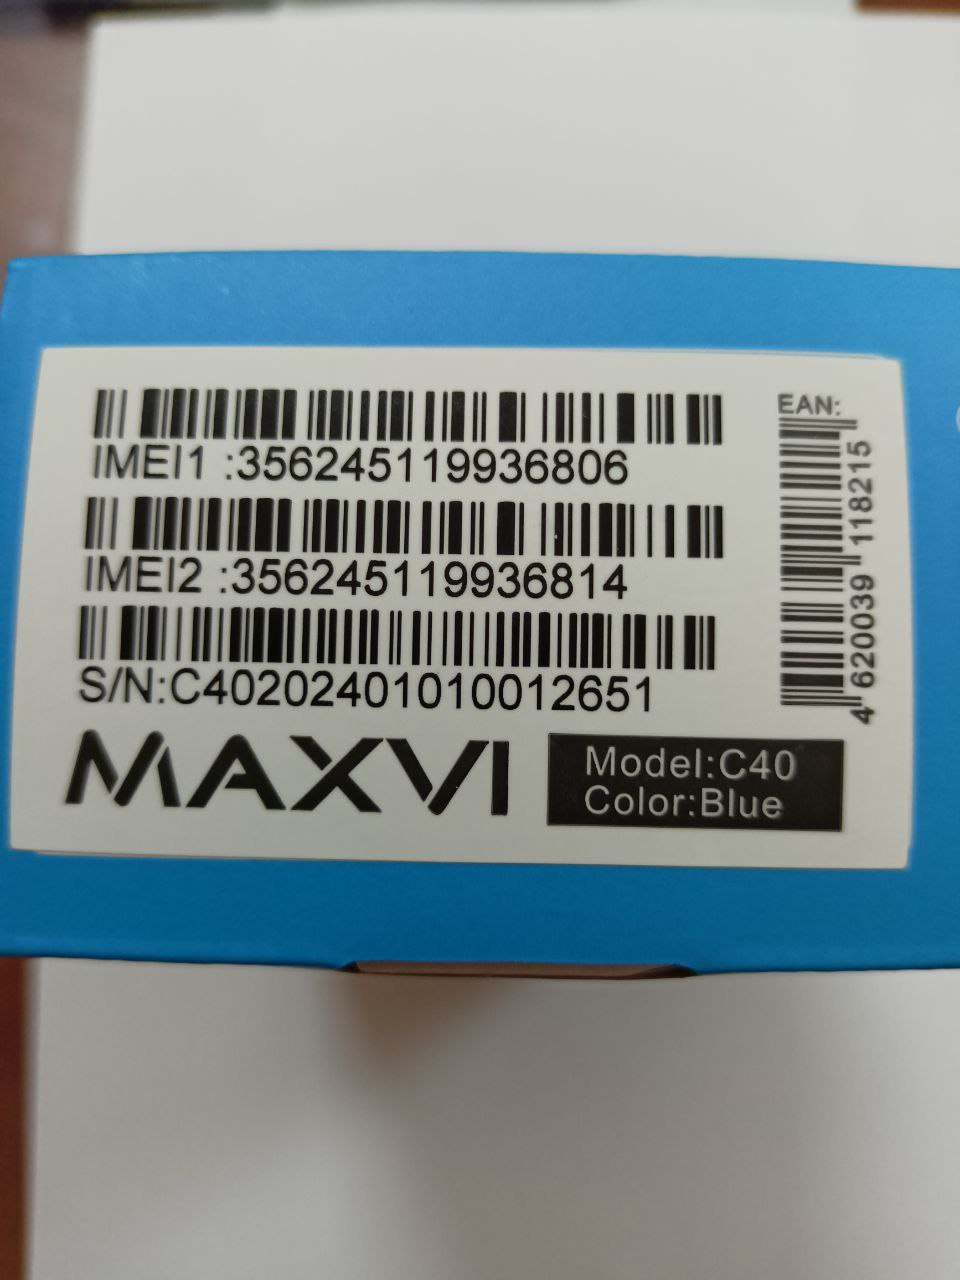 IMEI1 :356245119936806
IMEI2 :356245119936814
S/N:C40202401010012651
MAXVI
Model:C40
Color:Blue
EAN:
4 620039 118215